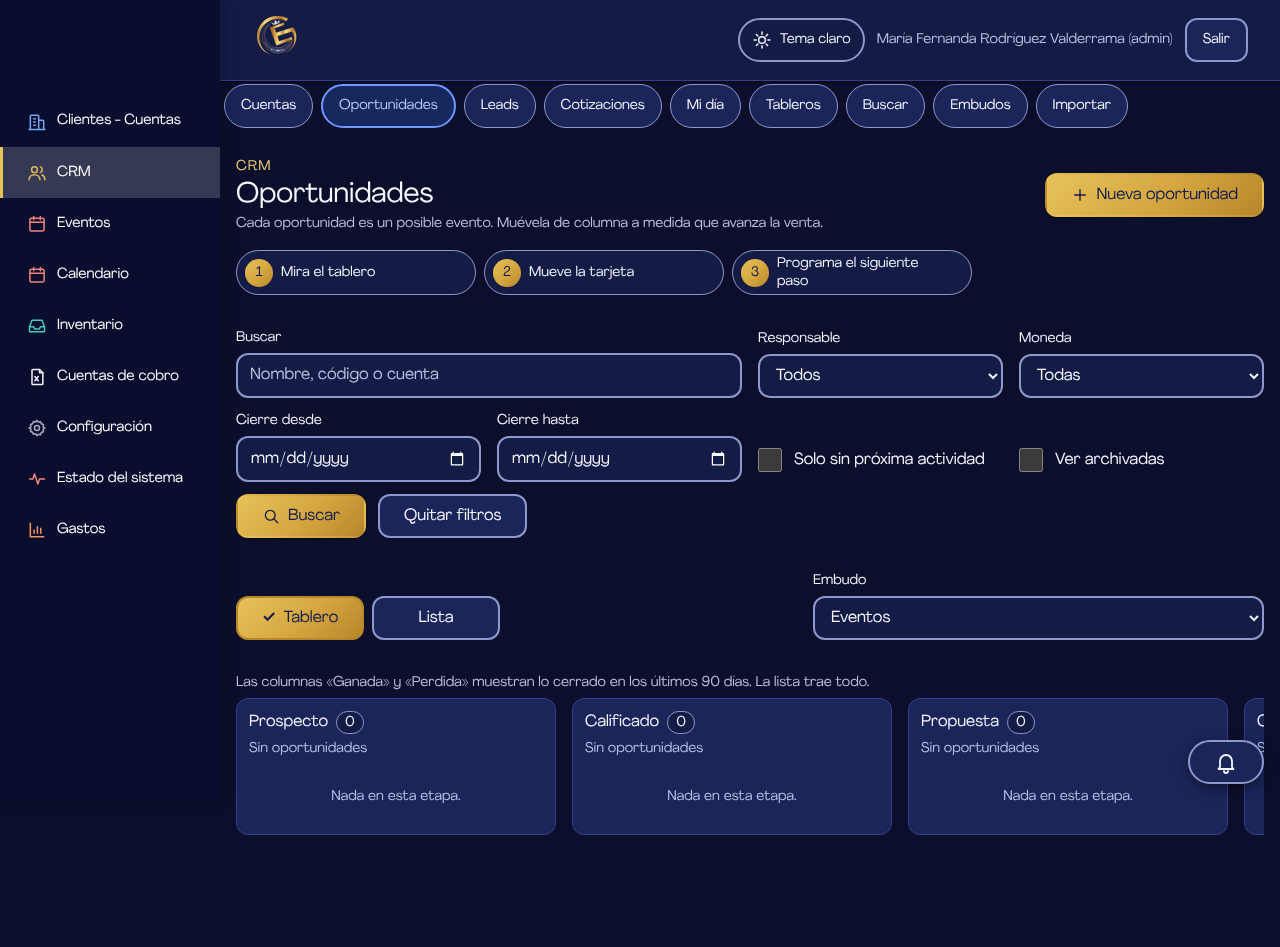 Tema claro
María Fernanda Rodríguez Valderrama (admin)
Salir
Clientes - Cuentas
CRM
Eventos
Calendario
Inventario
Cuentas de cobro
Configuración
Estado del sistema
Gastos
Cuentas
Oportunidades
Leads
Cotizaciones
Mi día
Tableros
Buscar
Embudos
Importar
CRM
Oportunidades
Cada oportunidad es un posible evento. Muévela de columna a medida que avanza la venta.
Nueva oportunidad
1 Mira el tablero
2 Mueve la tarjeta
3 Programa el siguiente
paso
Buscar
Nombre, código o cuenta
Responsable
Todos
Moneda
Todas
Cierre desde
mm/dd/yyyy
Cierre hasta
mm/dd/yyyy
Solo sin próxima actividad
Ver archivadas
Buscar
Quitar filtros
Tablero
Lista
Embudo
Eventos
Las columnas «Ganada» y «Perdida» muestran lo cerrado en los últimos 90 días. La lista trae todo.
Prospecto 0
Sin oportunidades
Nada en esta etapa.
Calificado 0
Sin oportunidades
Nada en esta etapa.
Propuesta 0
Sin oportunidades
Nada en esta etapa.